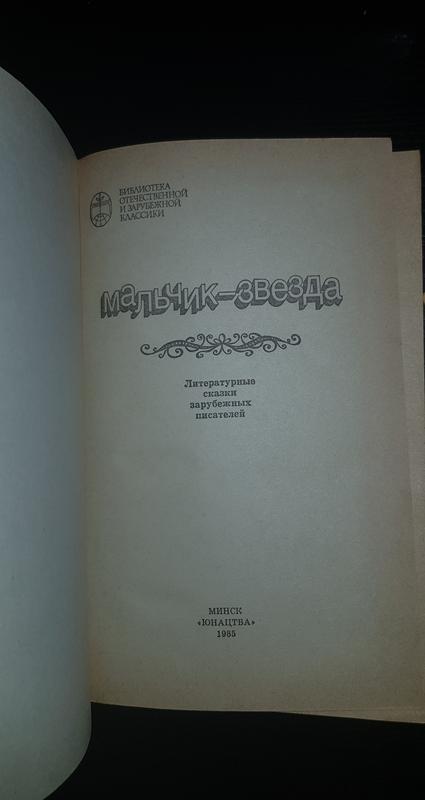 БИБЛИОТЕКА
ОТЕЧЕСТВЕННОЙ
И ЗАРУБЕЖНОЙ
КЛАССИКИ
мальчик-звезда
Литературные
сказки
зарубежных
писателей
МИНСК
«ЮНАЦТВА»
1985